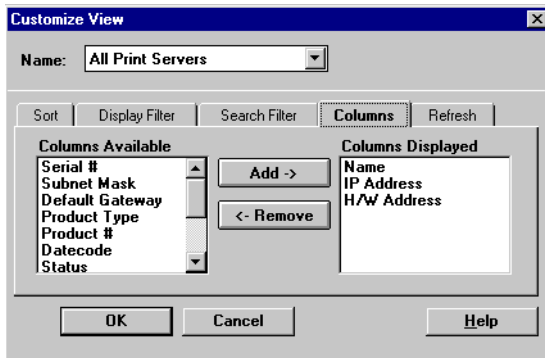 Customize View
Name: All Print Servers
Sort Display Filter Search Filter Columns Refresh
Columns Available
Serial #
Subnet Mask
Default Gateway
Product Type
Product #
Datecode
Status
Add ->
<- Remove
Columns Displayed
Name
IP Address
H/W Address
OK Cancel Help